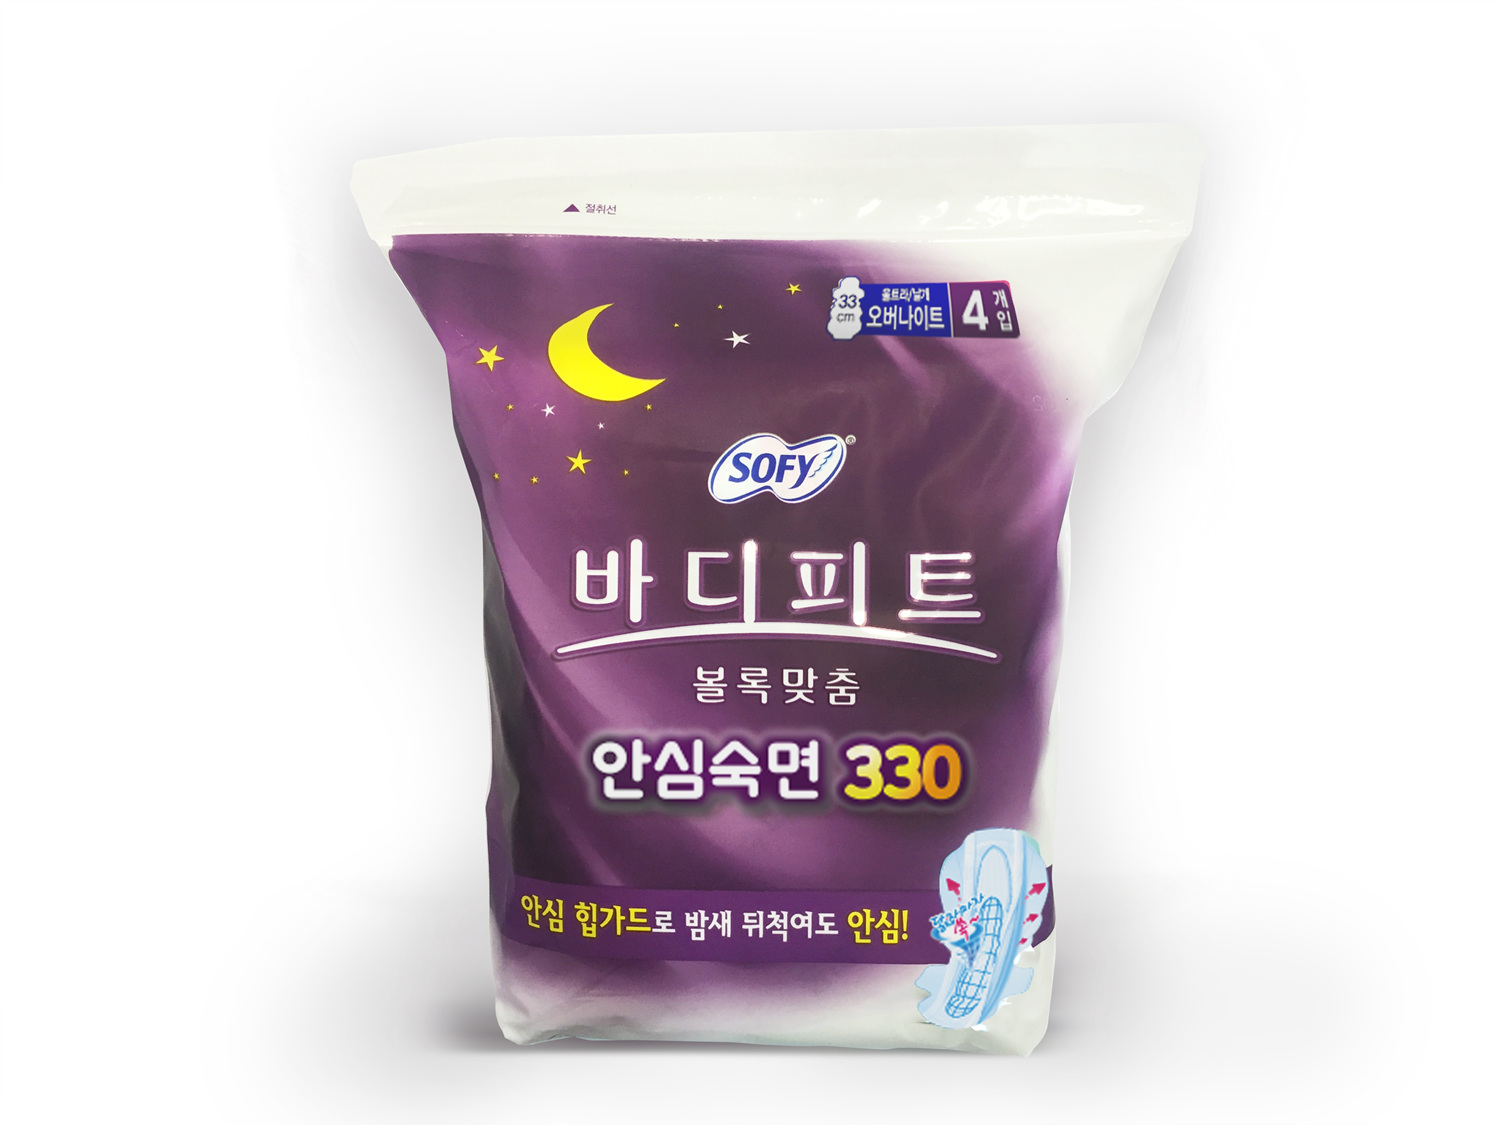 ▲ 절취선
33 cm
울트라/날개
오버나이트
4개입
SOFY®
바디피트
볼록맞춤
안심숙면 330
안심 힙가드로 밤새 뒤척여도 안심!
쏙~